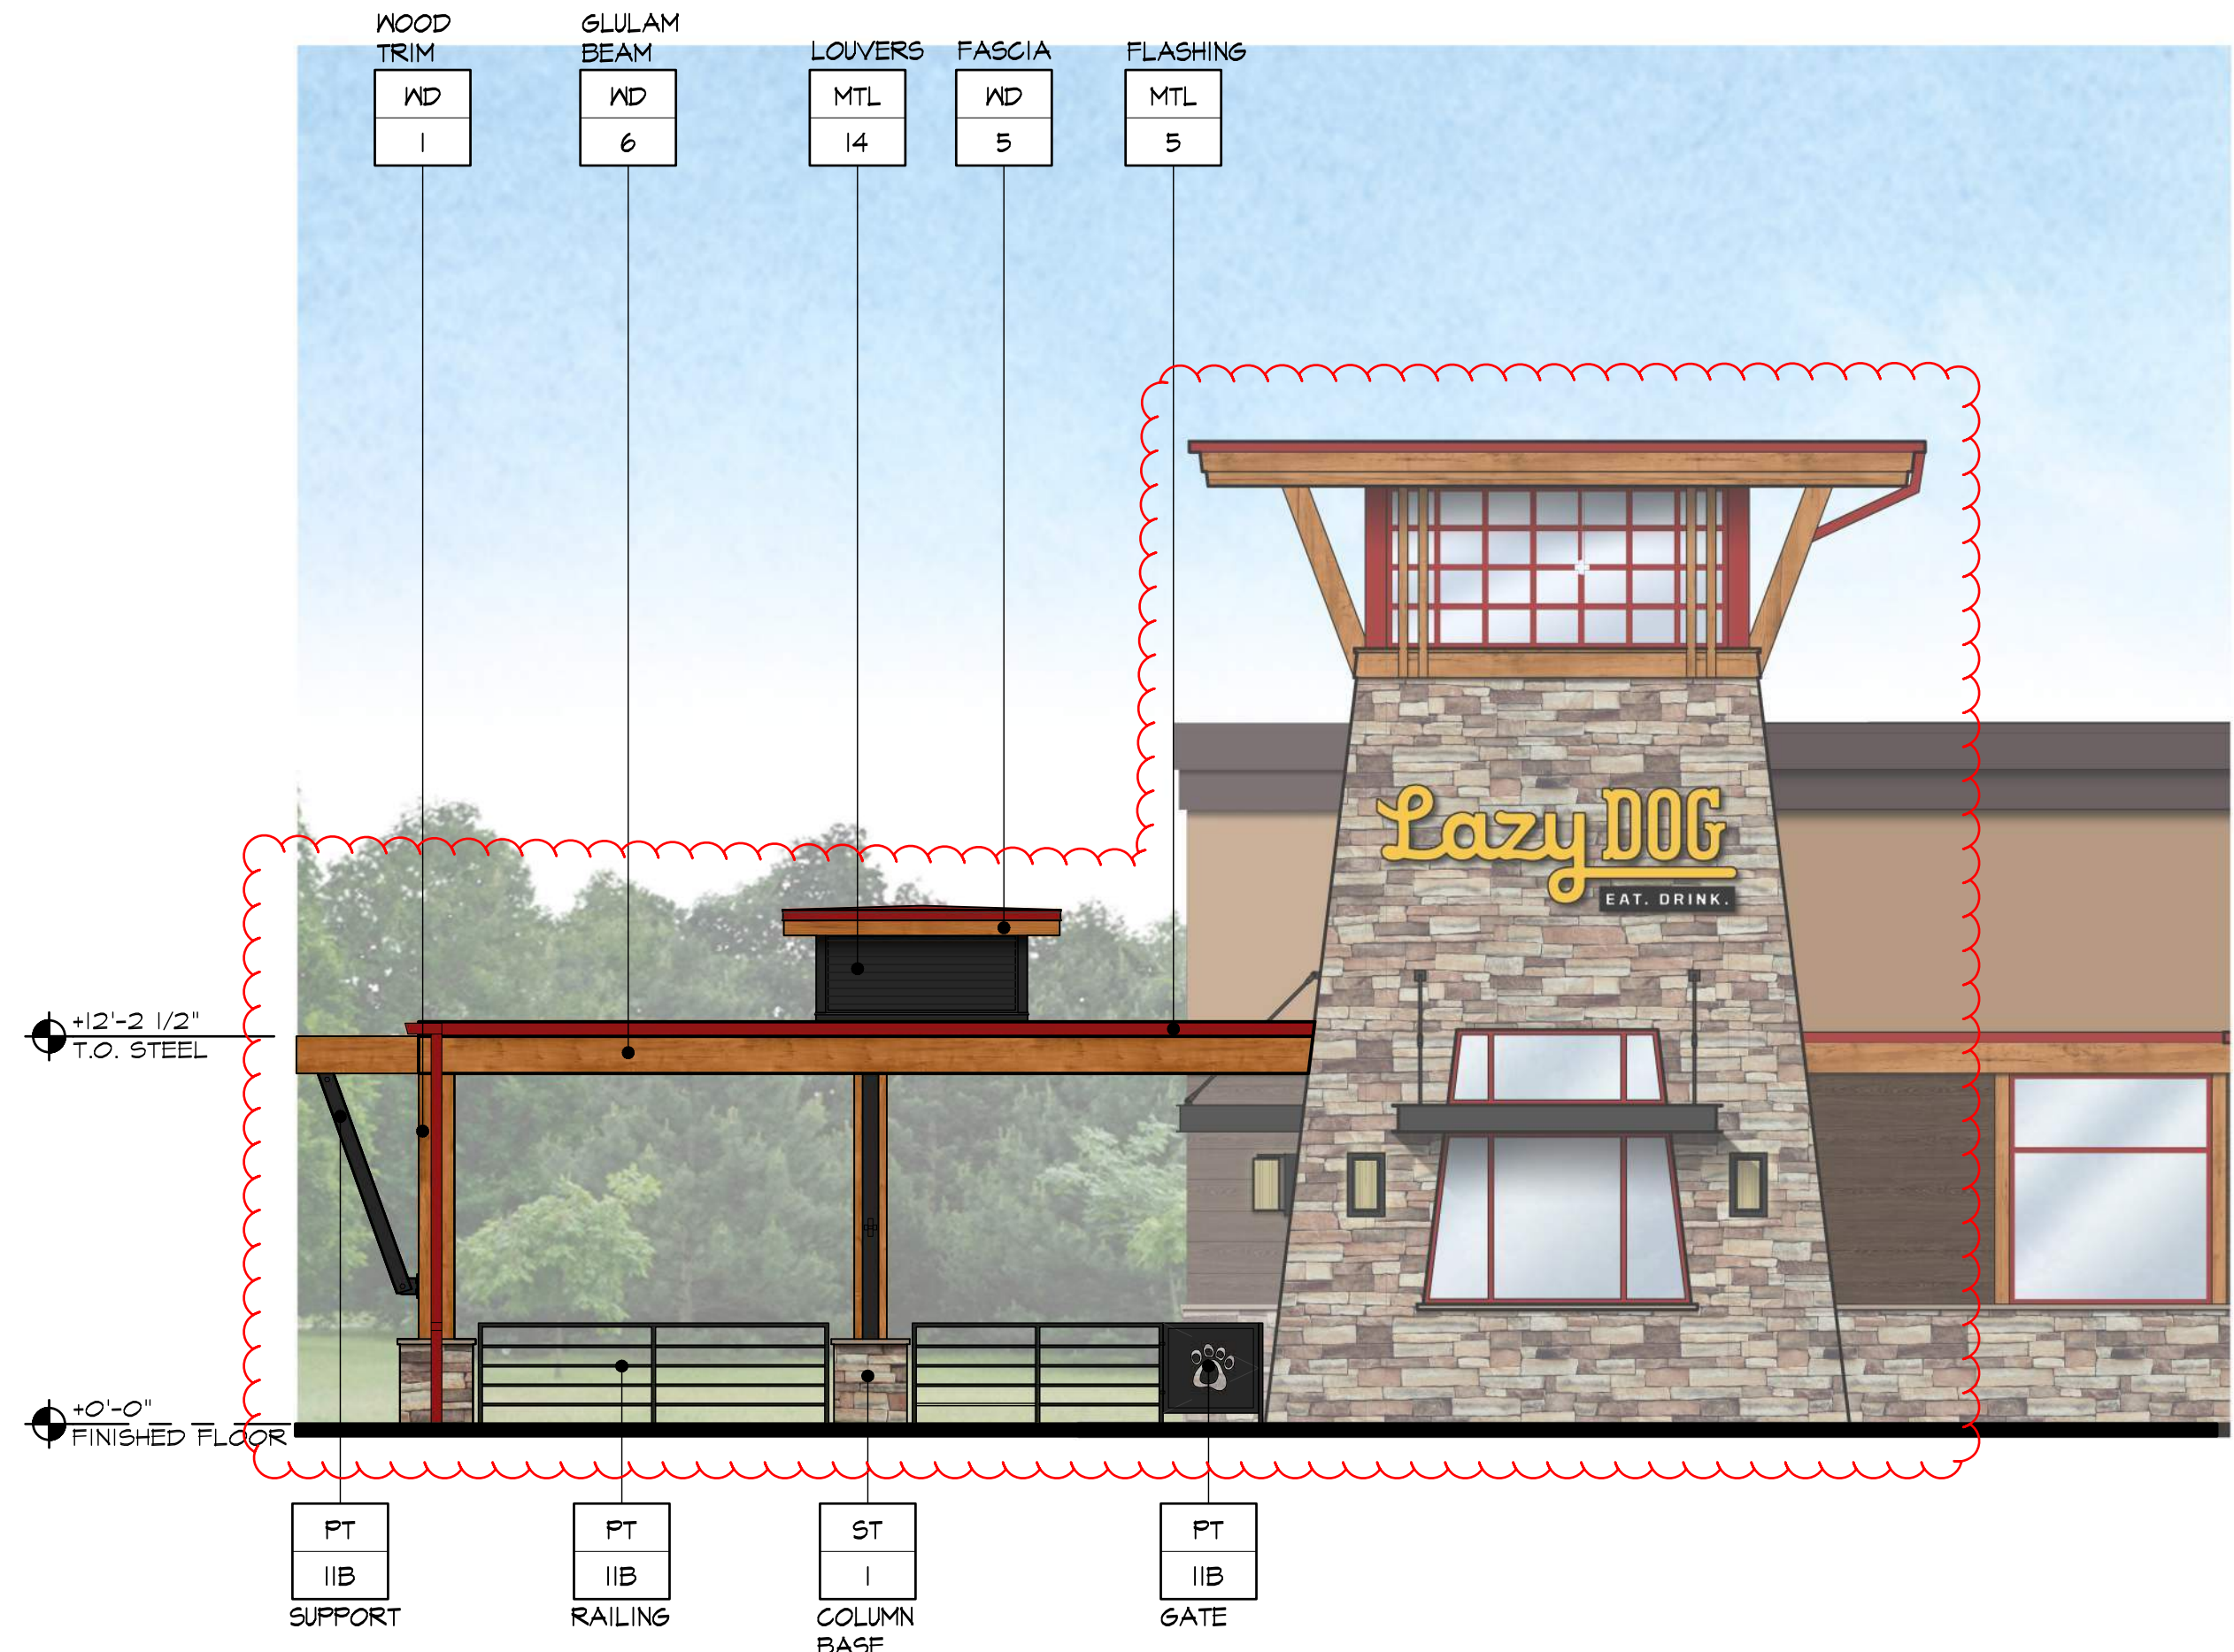 WOOD
TRIM
WD
1
GLULAM
BEAM
WD
6
LOUVERS
MTL
14
FASCIA
WD
5
FLASHING
MTL
5
Lazy DOG
EAT. DRINK.
+12'-2 1/2"
T.O. STEEL
+0'-0"
FINISHED FLOOR
PT
11B
SUPPORT
PT
11B
RAILING
ST
1
COLUMN
BASE
PT
11B
GATE